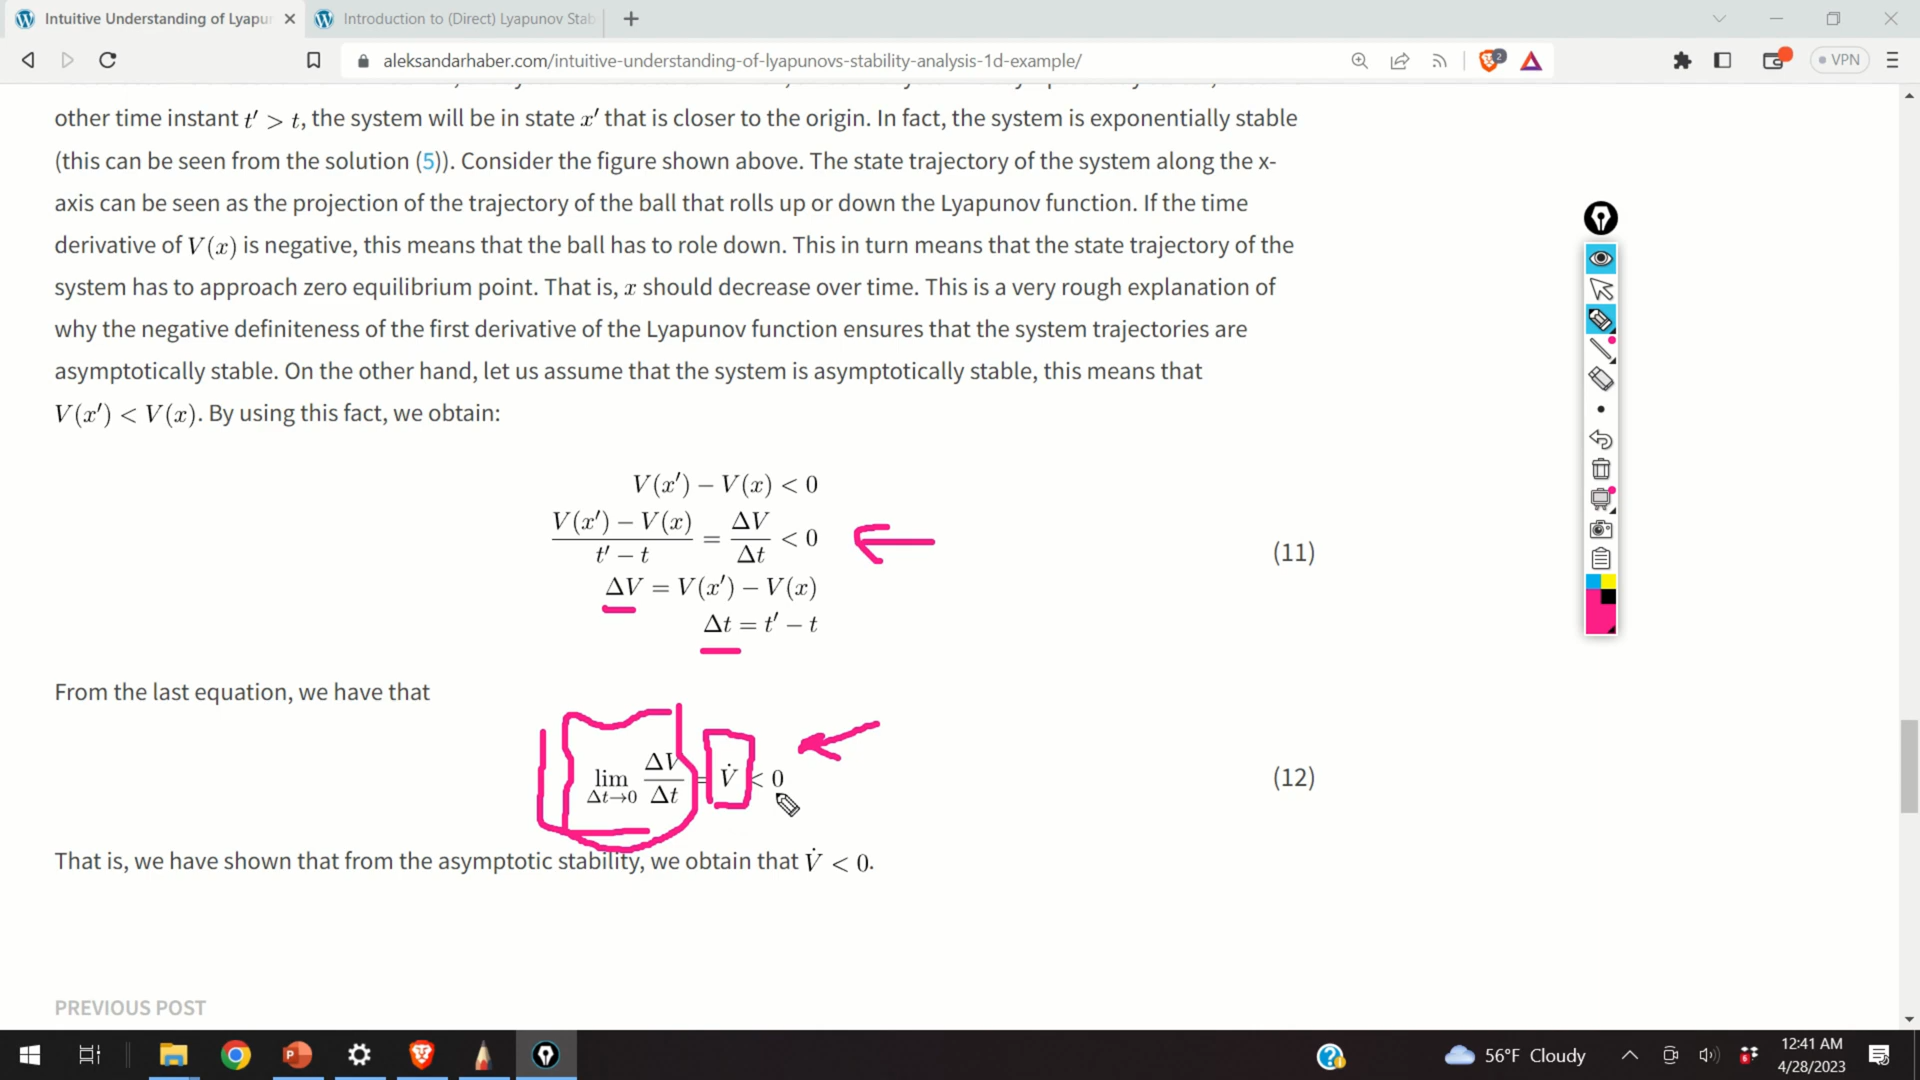 Intuitive Understanding of Lyapun
Introduction to (Direct) Lyapunov Stab
aleksandarhaber.com/intuitive-understanding-of-lyapunovs-stability-analysis-1d-example/
2
VPN
other time instant t′ > t, the system will be in state x′ that is closer to the origin. In fact, the system is exponentially stable
(this can be seen from the solution (5)). Consider the figure shown above. The state trajectory of the system along the x-
axis can be seen as the projection of the trajectory of the ball that rolls up or down the Lyapunov function. If the time
derivative of V(x) is negative, this means that the ball has to role down. This in turn means that the state trajectory of the
system has to approach zero equilibrium point. That is, x should decrease over time. This is a very rough explanation of
why the negative definiteness of the first derivative of the Lyapunov function ensures that the system trajectories are
asymptotically stable. On the other hand, let us assume that the system is asymptotically stable, this means that
V(x′) < V(x). By using this fact, we obtain:
V(x′) − V(x) < 0
(V(x′) − V(x))/(t′ − t) = ΔV/Δt < 0
(11)
ΔV = V(x′) − V(x)
Δt = t′ − t
From the last equation, we have that
lim Δt→0 ΔV/Δt = V̇ < 0
(12)
That is, we have shown that from the asymptotic stability, we obtain that V̇ < 0.
PREVIOUS POST
56°F Cloudy
12:41 AM
4/28/2023